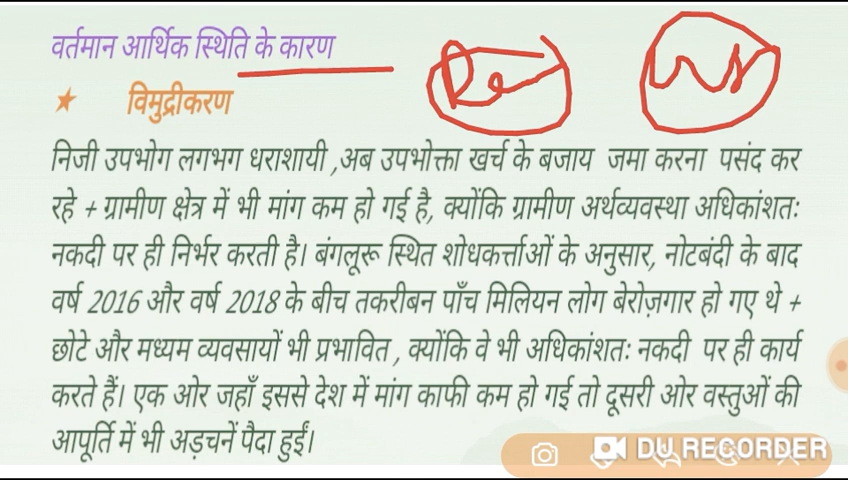 वर्तमान आर्थिक स्थिति के कारण
★ विमुद्रीकरण
निजी उपभोग लगभग धराशायी ,अब उपभोक्ता खर्च के बजाय जमा करना पसंद कर
रहे + ग्रामीण क्षेत्र में भी मांग कम हो गई है, क्योंकि ग्रामीण अर्थव्यवस्था अधिकांशतः
नकदी पर ही निर्भर करती है। बंगलूरू स्थित शोधकर्त्ताओं के अनुसार, नोटबंदी के बाद
वर्ष 2016 और वर्ष 2018 के बीच तकरीबन पाँच मिलियन लोग बेरोज़गार हो गए थे +
छोटे और मध्यम व्यवसायों भी प्रभावित , क्योंकि वे भी अधिकांशतः नकदी पर ही कार्य
करते हैं। एक ओर जहाँ इससे देश में मांग काफी कम हो गई तो दूसरी ओर वस्तुओं की
आपूर्ति में भी अड़चनें पैदा हुईं।
DU RECORDER